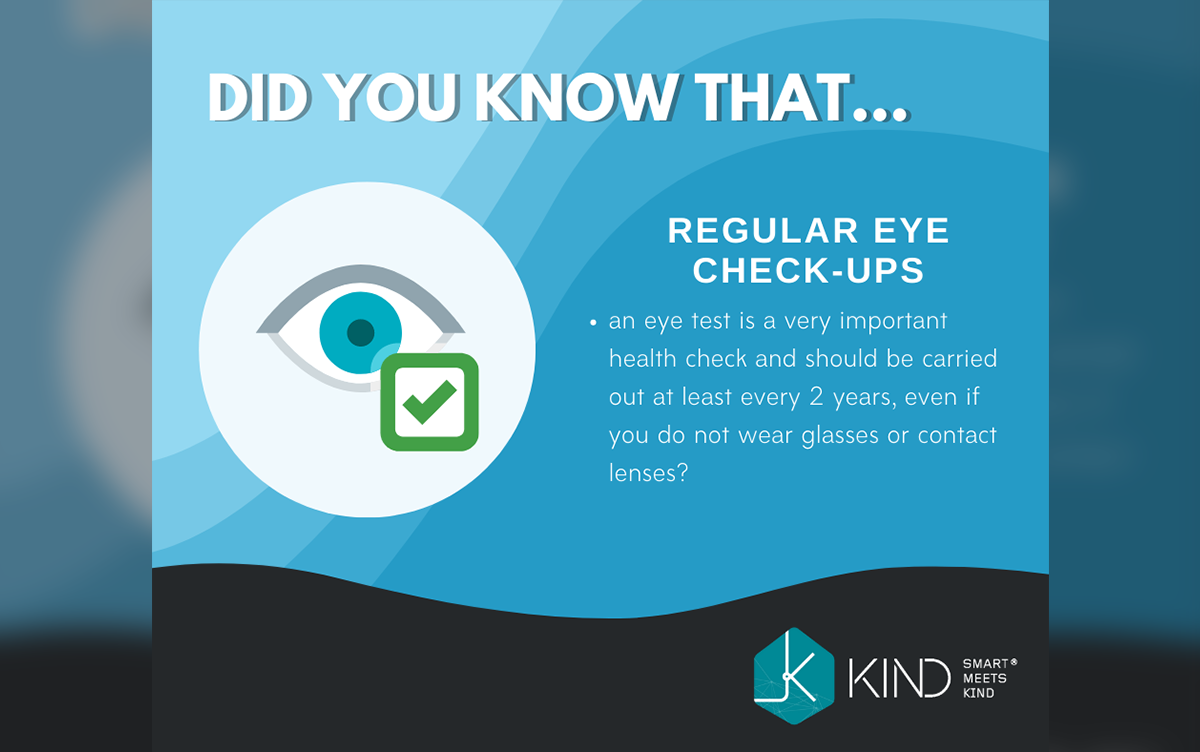 DID YOU KNOW THAT...
REGULAR EYE
CHECK-UPS
• an eye test is a very important
health check and should be carried
out at least every 2 years, even if
you do not wear glasses or contact
lenses?
KIND
SMART®
MEETS
KIND